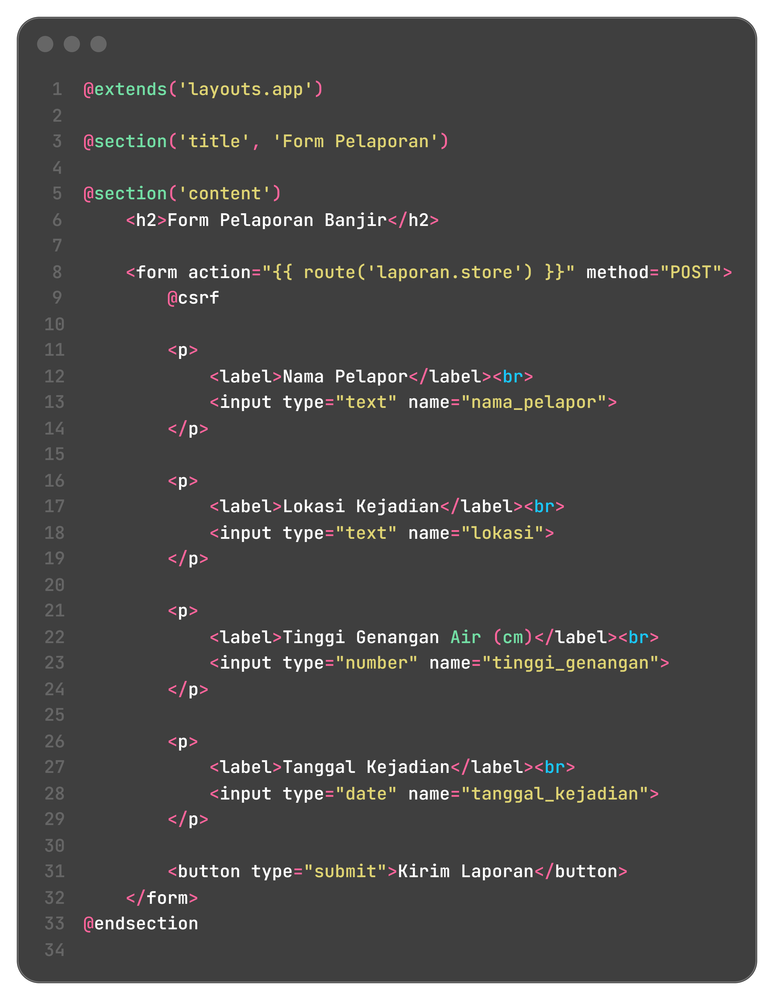 1 @extends('layouts.app')
2
3 @section('title', 'Form Pelaporan')
4
5 @section('content')
6     <h2>Form Pelaporan Banjir</h2>
7
8     <form action="{{ route('laporan.store') }}" method="POST">
9         @csrf
10
11         <p>
12             <label>Nama Pelapor</label><br>
13             <input type="text" name="nama_pelapor">
14         </p>
15
16         <p>
17             <label>Lokasi Kejadian</label><br>
18             <input type="text" name="lokasi">
19         </p>
20
21         <p>
22             <label>Tinggi Genangan Air (cm)</label><br>
23             <input type="number" name="tinggi_genangan">
24         </p>
25
26         <p>
27             <label>Tanggal Kejadian</label><br>
28             <input type="date" name="tanggal_kejadian">
29         </p>
30
31         <button type="submit">Kirim Laporan</button>
32     </form>
33 @endsection
34